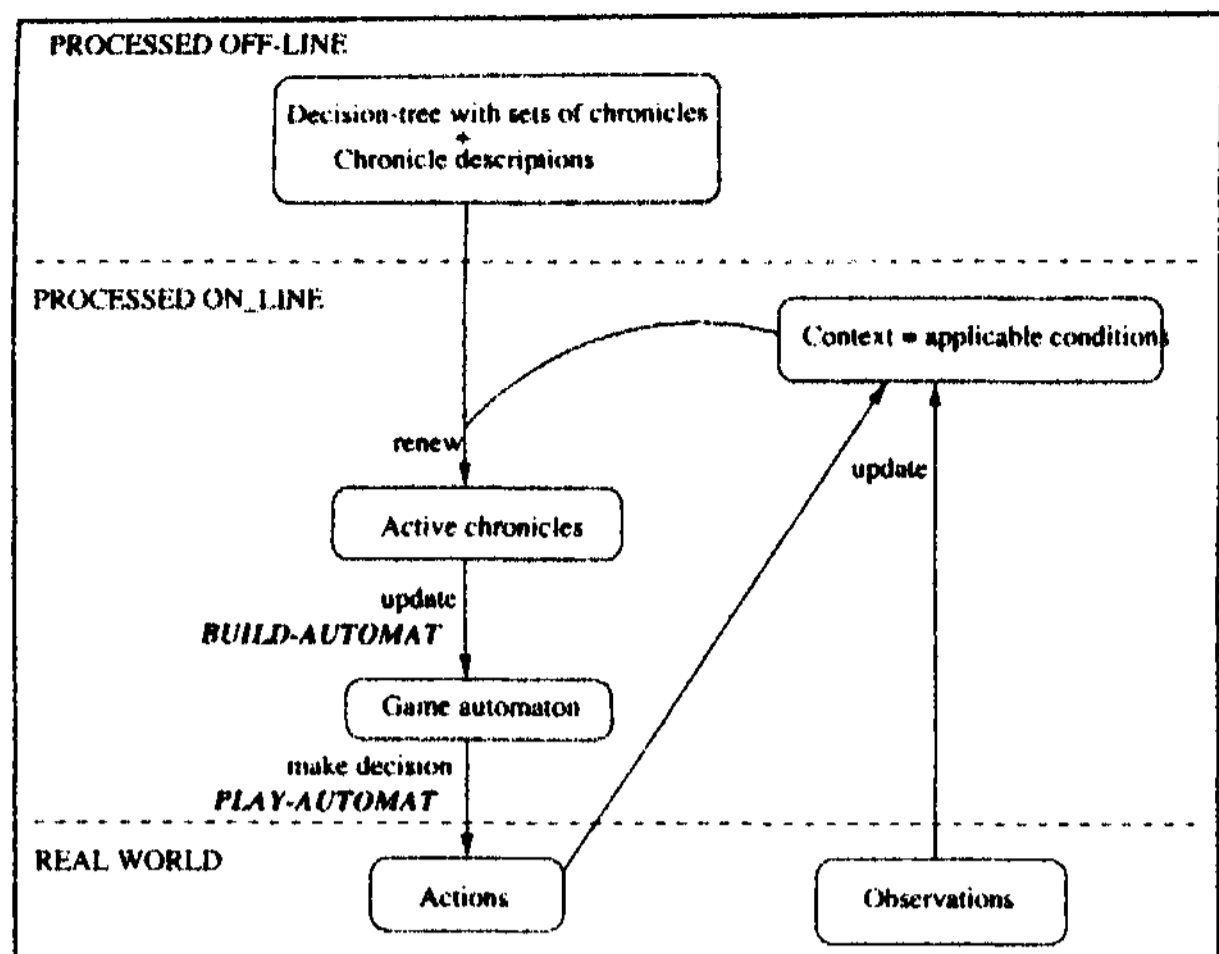 PROCESSED OFF-LINE
Decision-tree with sets of chronicles
+
Chronicle descriptions
PROCESSED ON_LINE
Context = applicable conditions
renew
update
Active chronicles
update
BUILD-AUTOMAT
Game automaton
make decision
PLAY-AUTOMAT
REAL WORLD
Actions
Observations